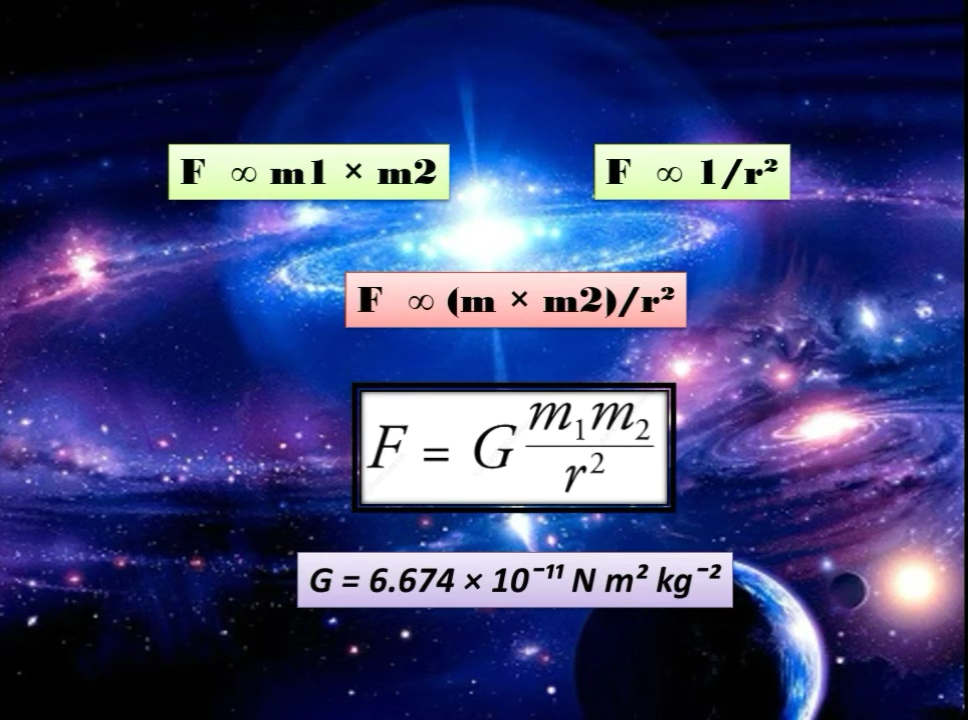 F ∞ m1 × m2
F ∞ 1/r²
F ∞ (m × m2)/r²
F = G m₁m₂/r²
G = 6.674 × 10⁻¹¹ N m² kg⁻²